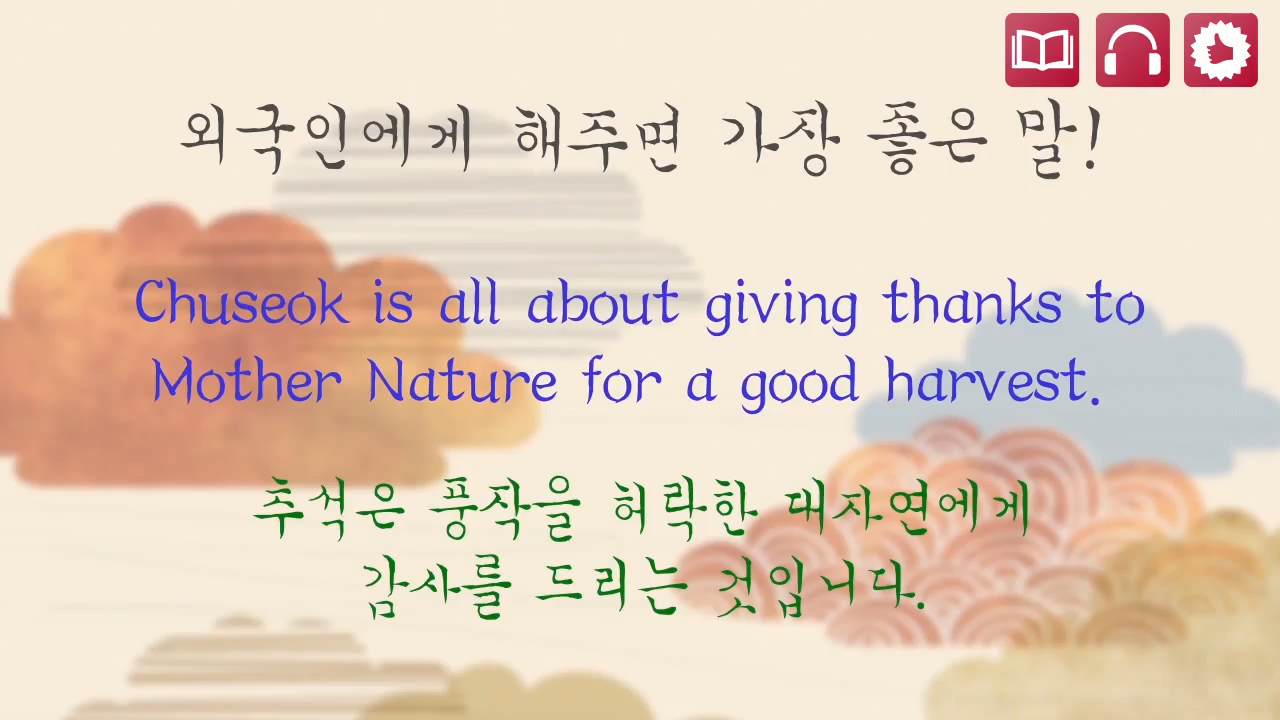 외국인에게 해주면 가장 좋은 말!
Chuseok is all about giving thanks to
Mother Nature for a good harvest.
추석은 풍작을 허락한 대자연에게
감사를 드리는 것입니다.